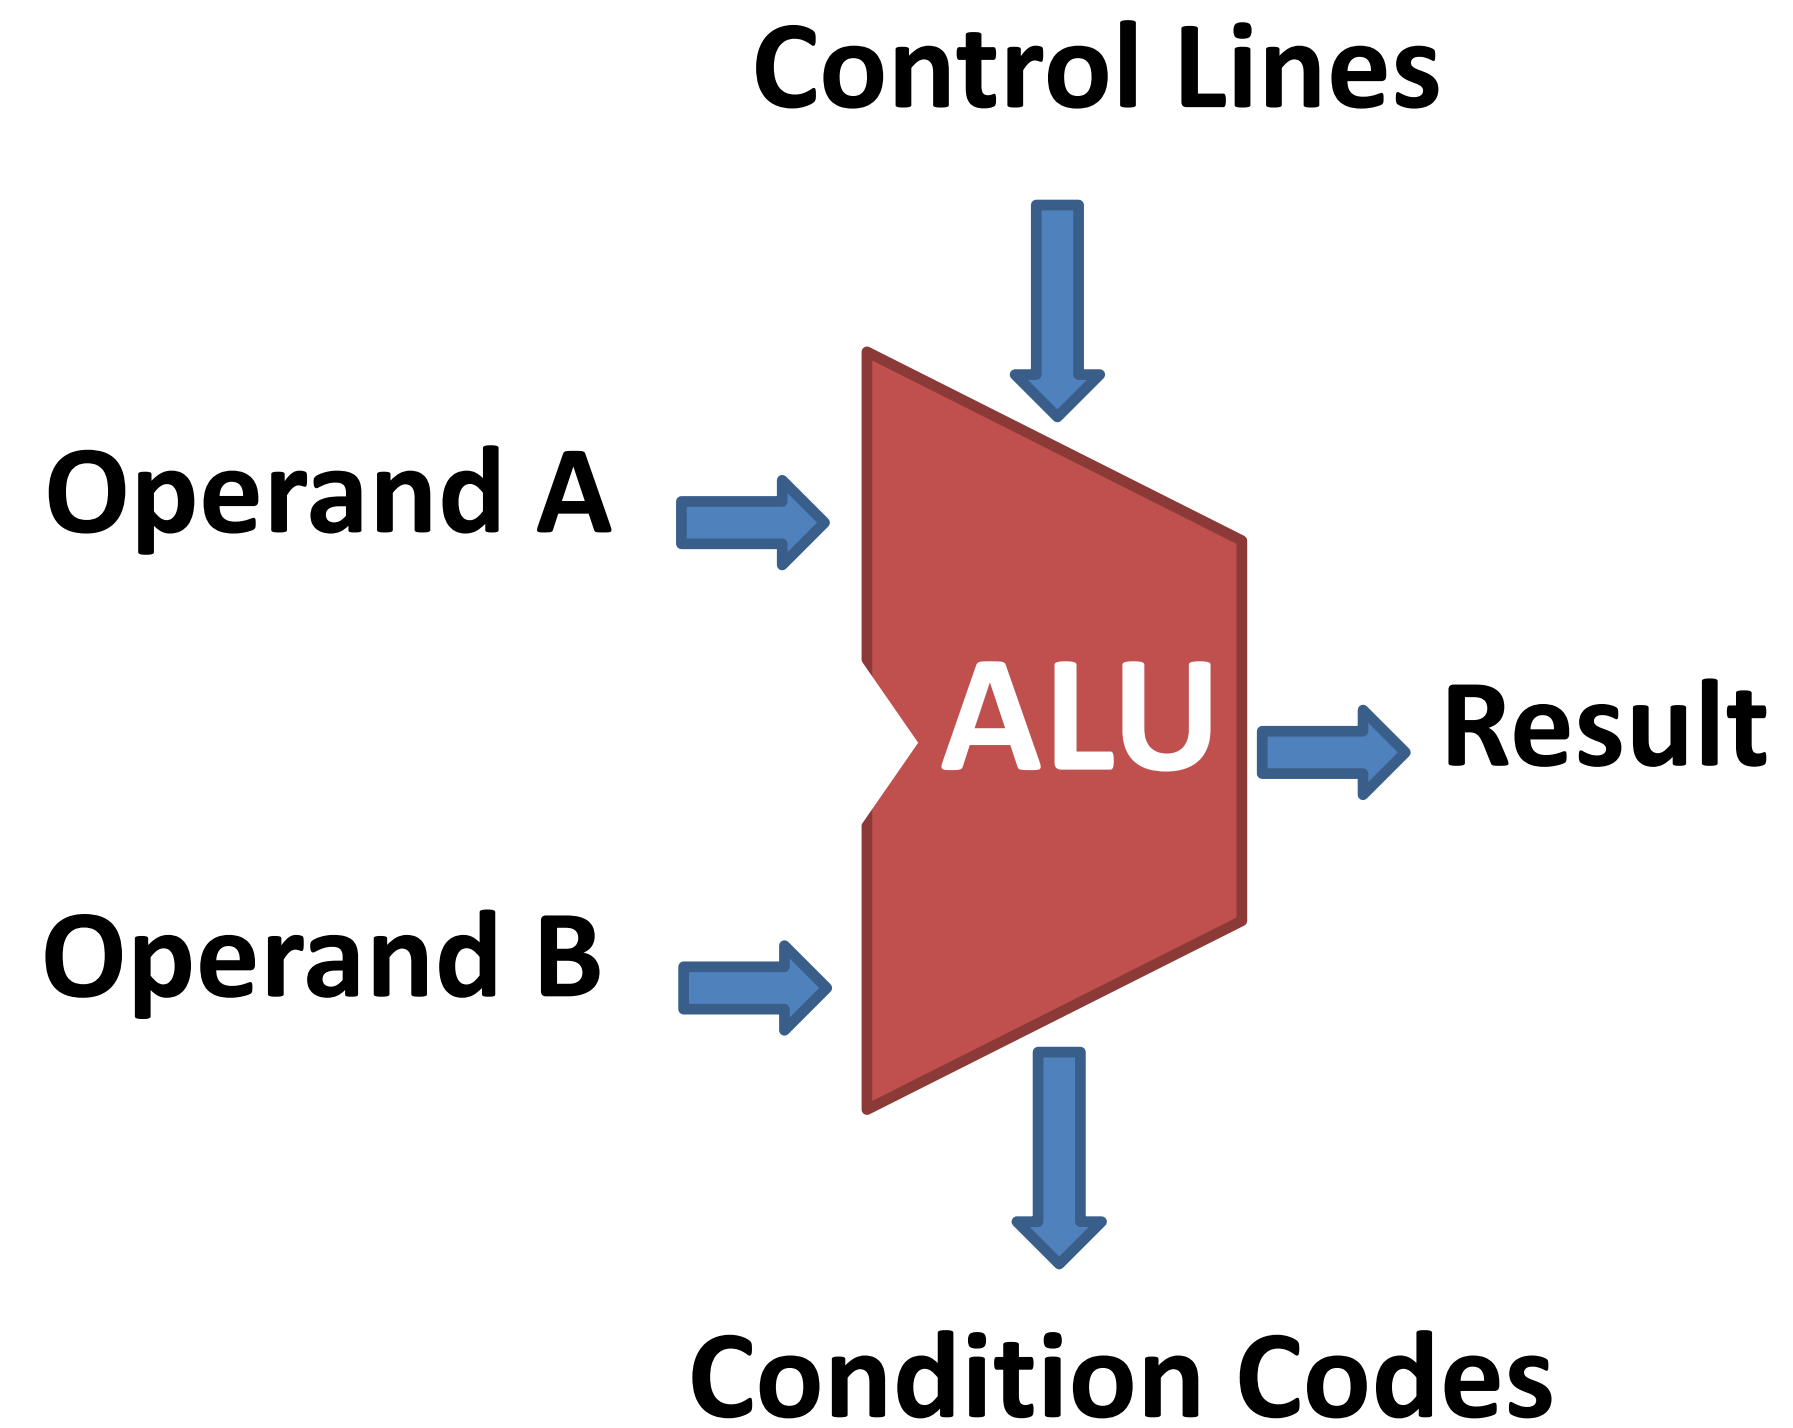 Control Lines
Operand A
ALU
Result
Operand B
Condition Codes